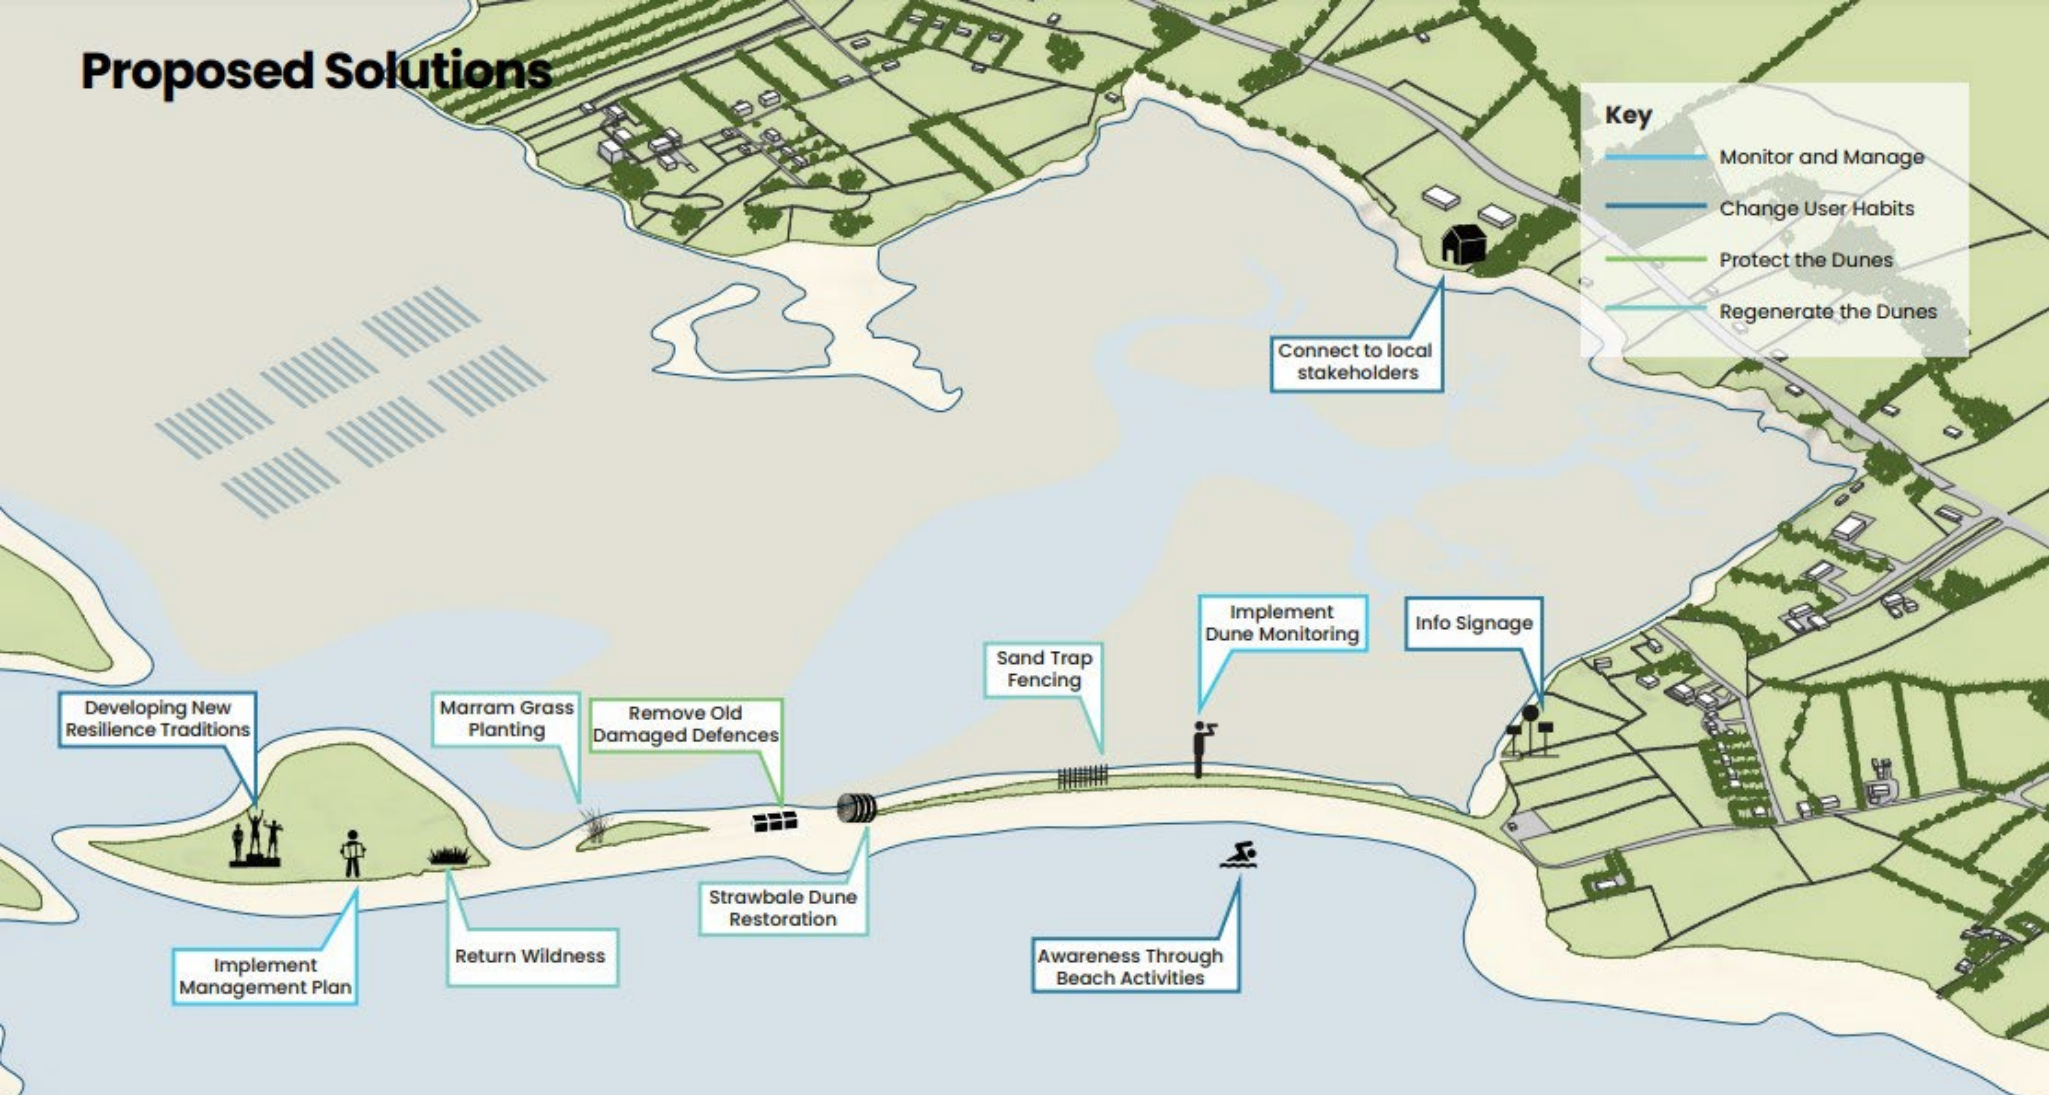 Proposed Solutions
Key
Monitor and Manage
Change User Habits
Protect the Dunes
Regenerate the Dunes
Connect to local
stakeholders
Implement
Dune Monitoring
Info Signage
Sand Trap
Fencing
Developing New
Resilience Traditions
Marram Grass
Planting
Remove Old
Damaged Defences
Strawbale Dune
Restoration
Return Wildness
Implement
Management Plan
Awareness Through
Beach Activities